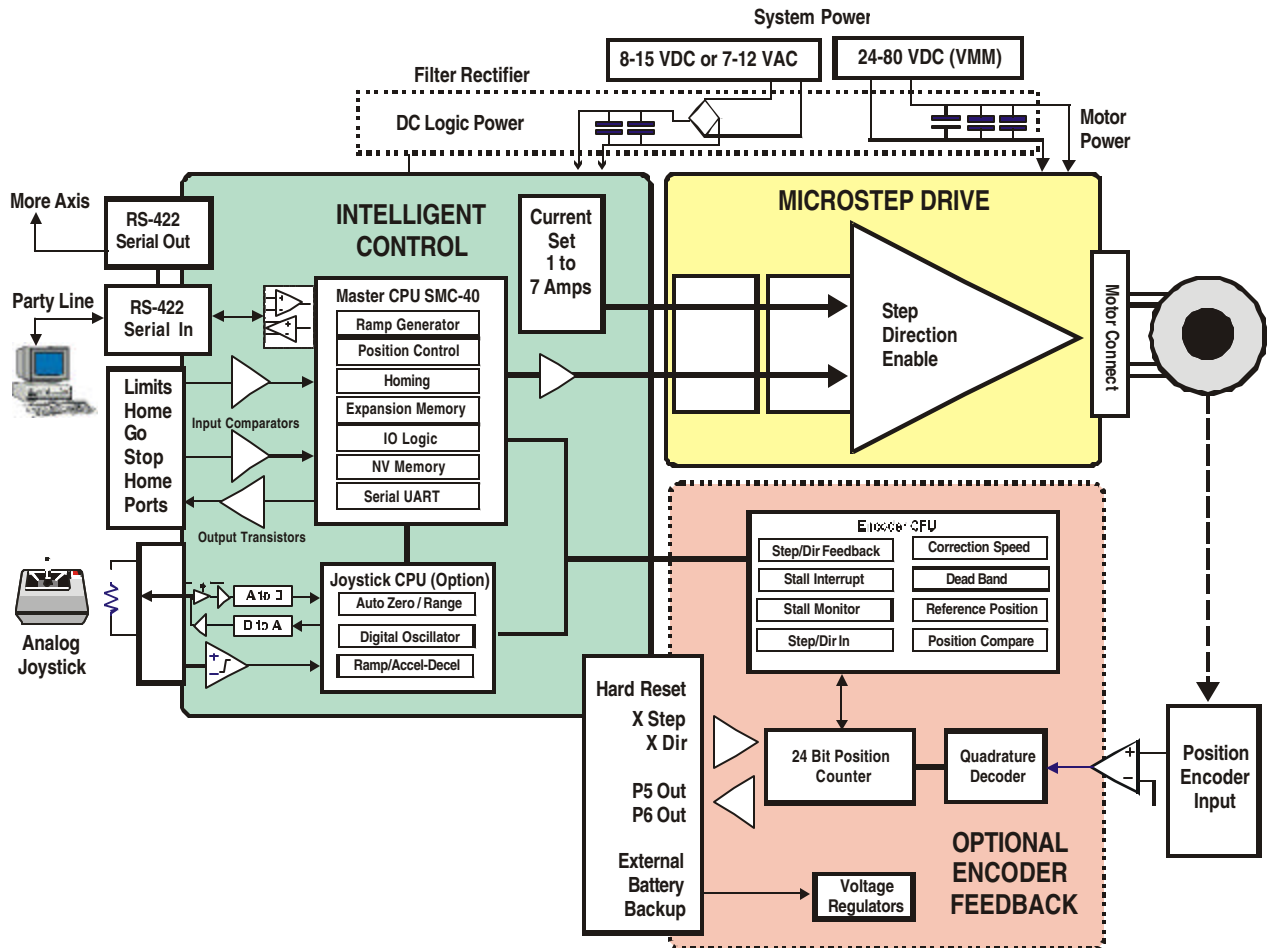 System Power
8-15 VDC or 7-12 VAC
24-80 VDC (VMM)
Filter Rectifier
DC Logic Power
Motor
Power
More Axis
RS-422
Serial Out
INTELLIGENT
CONTROL
Current
Set
1 to
7 Amps
MICROSTEP DRIVE
Party Line
RS-422
Serial In
Master CPU SMC-40
Ramp Generator
Position Control
Homing
Expansion Memory
IO Logic
NV Memory
Serial UART
Step
Direction
Enable
Motor Connect
Limits
Home
Go
Stop
Home
Ports
Input Comparators
Output Transistors
Analog
Joystick
A to D
D to A
Joystick CPU (Option)
Auto Zero / Range
Digital Oscillator
Ramp/Accel-Decel
+
−
Encoder CPU
Step/Dir Feedback
Stall Interrupt
Stall Monitor
Step/Dir In
Correction Speed
Dead Band
Reference Position
Position Compare
Hard Reset
X Step
X Dir
P5 Out
P6 Out
External
Battery
Backup
24 Bit Position
Counter
Quadrature
Decoder
+
−
Position
Encoder
Input
Voltage
Regulators
OPTIONAL
ENCODER
FEEDBACK